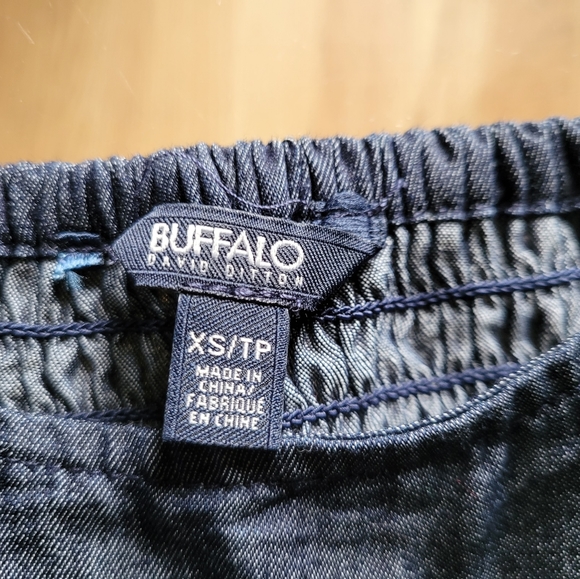 BUFFALO
DAVID BITTON
XS/TP
MADE IN
CHINA/
FABRIQUE
EN CHINE